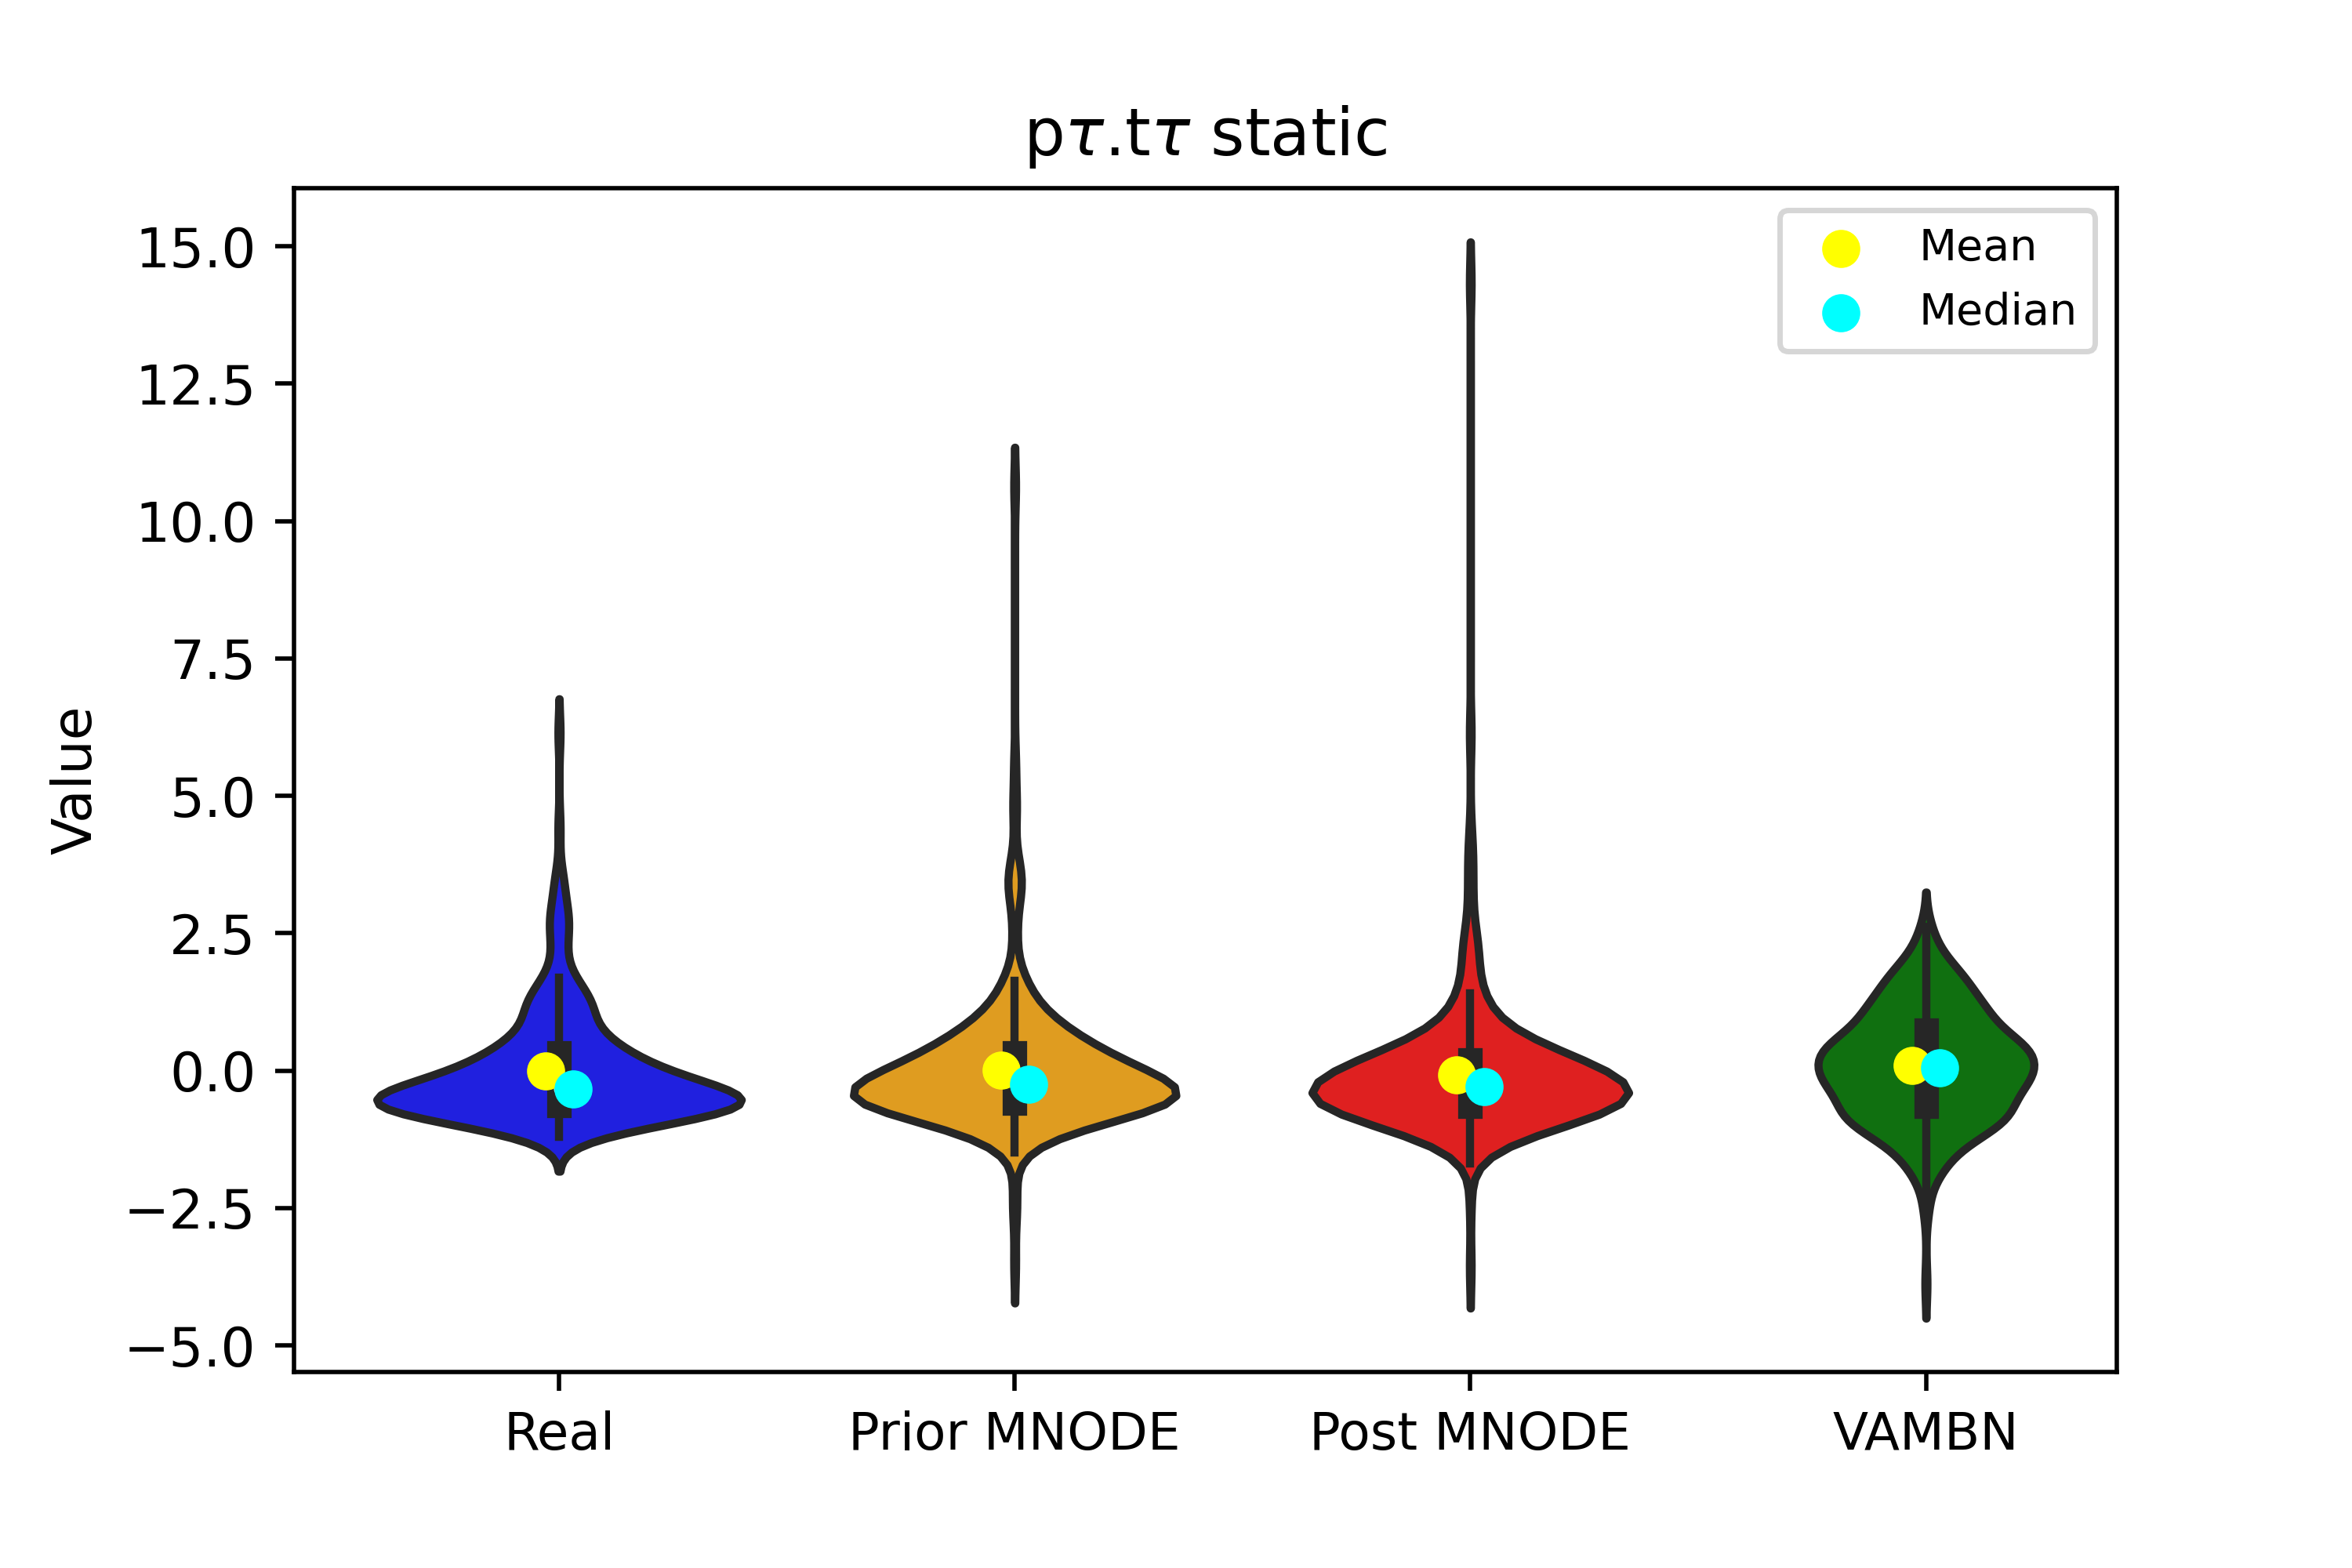 pτ.tτ static
Mean
Median
15.0
12.5
10.0
7.5
5.0
2.5
0.0
−2.5
−5.0
Value
Real
Prior MNODE
Post MNODE
VAMBN